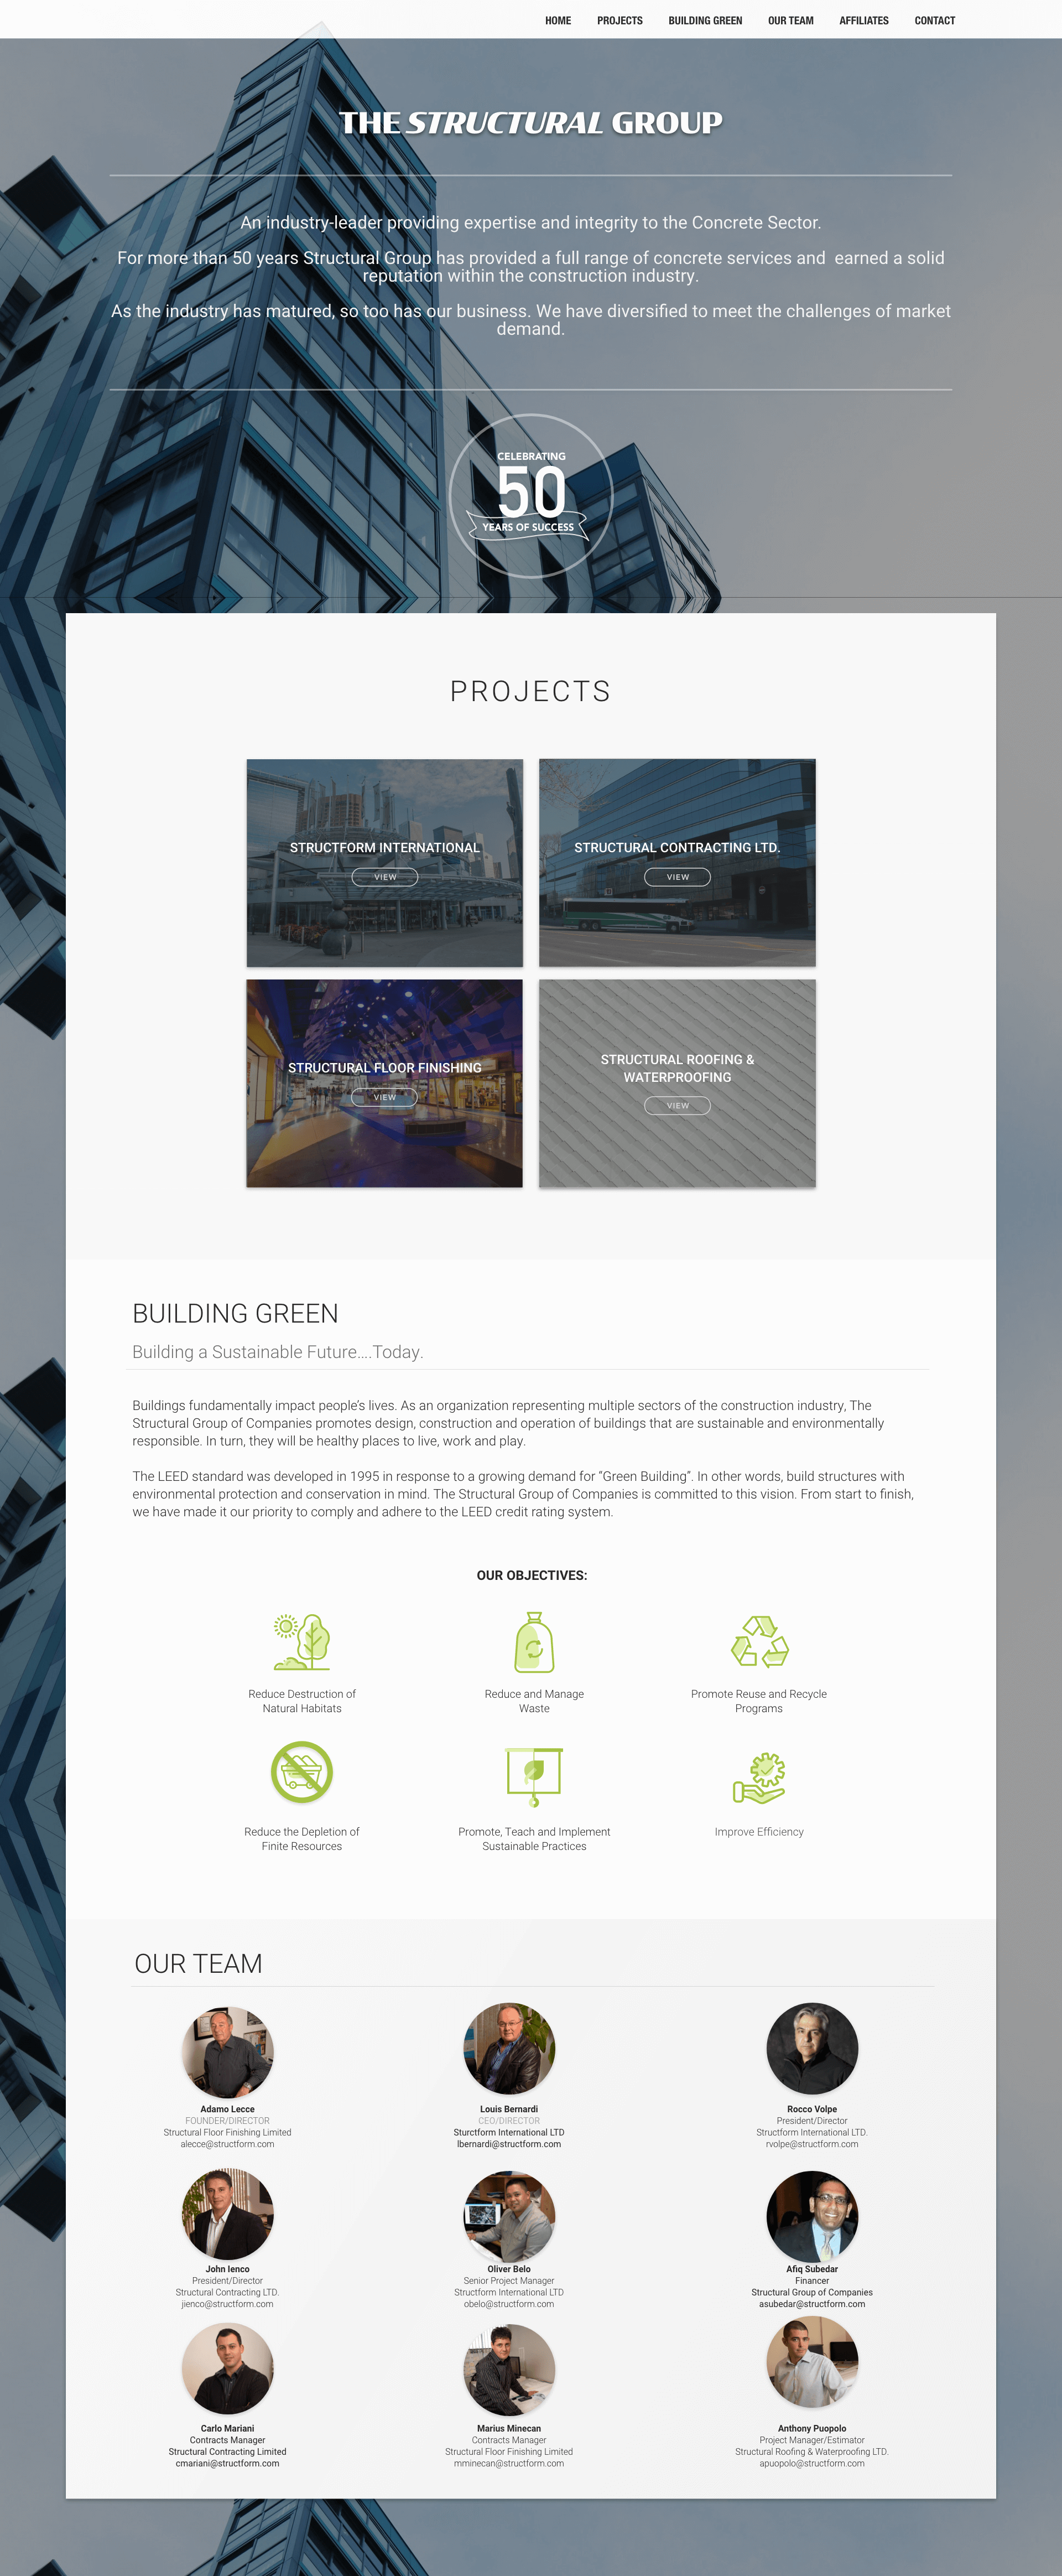 HOME PROJECTS BUILDING GREEN OUR TEAM AFFILIATES CONTACT
THE STRUCTURAL GROUP
An industry-leader providing expertise and integrity to the Concrete Sector.
For more than 50 years Structural Group has provided a full range of concrete services and earned a solid
reputation within the construction industry.
As the industry has matured, so too has our business. We have diversified to meet the challenges of market
demand.
CELEBRATING
50
YEARS OF SUCCESS
PROJECTS
STRUCTFORM INTERNATIONAL
VIEW
STRUCTURAL CONTRACTING LTD.
VIEW
STRUCTURAL FLOOR FINISHING
VIEW
STRUCTURAL ROOFING &
WATERPROOFING
VIEW
BUILDING GREEN
Building a Sustainable Future....Today.
Buildings fundamentally impact people's lives. As an organization representing multiple sectors of the construction industry, The
Structural Group of Companies promotes design, construction and operation of buildings that are sustainable and environmentally
responsible. In turn, they will be healthy places to live, work and play.
The LEED standard was developed in 1995 in response to a growing demand for “Green Building”. In other words, build structures with
environmental protection and conservation in mind. The Structural Group of Companies is committed to this vision. From start to finish,
we have made it our priority to comply and adhere to the LEED credit rating system.
OUR OBJECTIVES:
Reduce Destruction of
Natural Habitats
Reduce and Manage
Waste
Promote Reuse and Recycle
Programs
Reduce the Depletion of
Finite Resources
Promote, Teach and Implement
Sustainable Practices
Improve Efficiency
OUR TEAM
Adamo Lecce
FOUNDER/DIRECTOR
Structural Floor Finishing Limited
alecce@structform.com
Louis Bernardi
CEO/DIRECTOR
Sturctform International LTD
lbernardi@structform.com
Rocco Volpe
President/Director
Structform International LTD.
rvolpe@structform.com
John Ienco
President/Director
Structural Contracting LTD.
jienco@structform.com
Oliver Belo
Senior Project Manager
Structform International LTD
obelo@structform.com
Afiq Subedar
Financer
Structural Group of Companies
asubedar@structform.com
Carlo Mariani
Contracts Manager
Structural Contracting Limited
cmariani@structform.com
Marius Minecan
Contracts Manager
Structural Floor Finishing Limited
mminecan@structform.com
Anthony Puopolo
Project Manager/Estimator
Structural Roofing & Waterproofing LTD.
apuopolo@structform.com